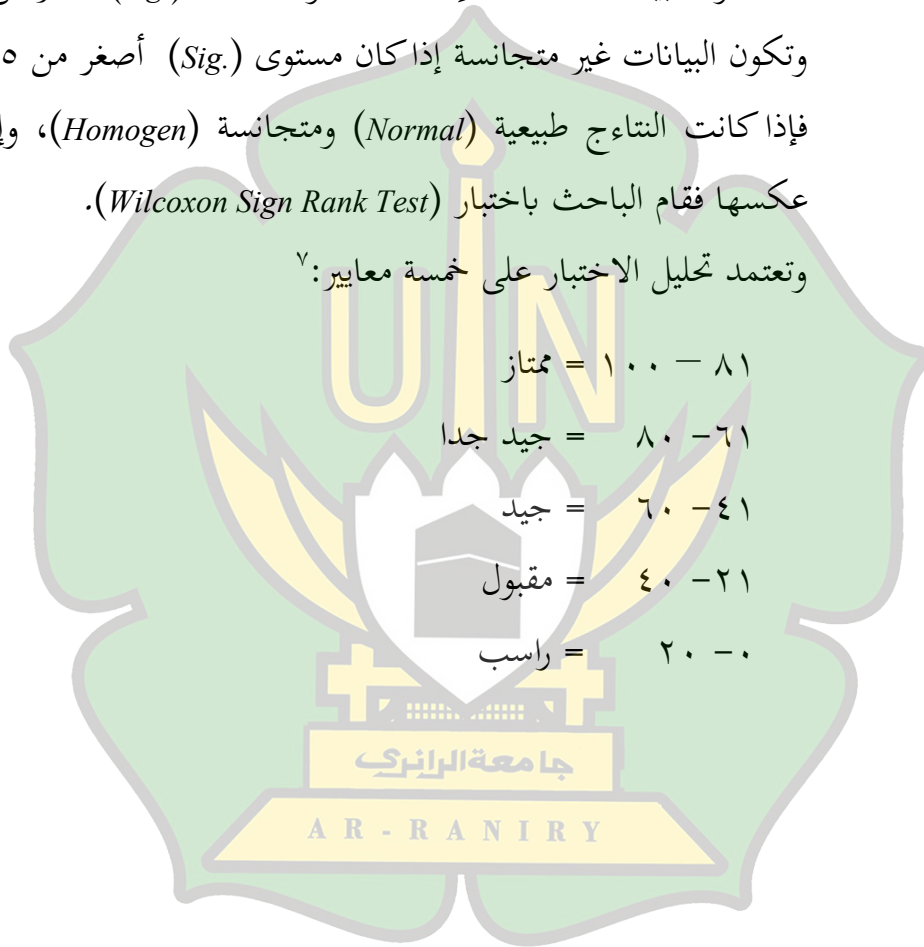 وتكون البيانات غير متجانسة إذا كان مستوى (Sig.) أصغر من
فإذا كانت النتاءج طبيعية (Normal) ومتجانسة (Homogen)،
عكسها فقام الباحث باختبار (Wilcoxon Sign Rank Test).
وتعتمد تحليل الاختبار على خمسة معايير:٧
٨١ – ١٠٠ = ممتاز
٦١- ٨٠ = جيد جدا
٤١- ٦٠ = جيد
٢١- ٤٠ = مقبول
٠- ٢٠ = راسب
UIN
جامعة الرانري
AR-RANIRY